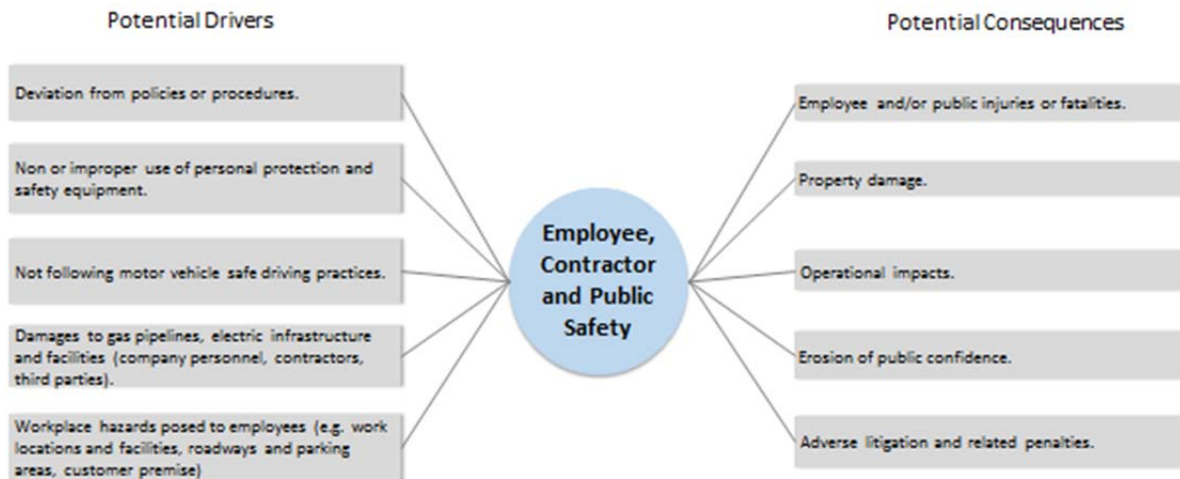 Potential Drivers
Deviation from policies or procedures.
Non or improper use of personal protection and
safety equipment.
Not following motor vehicle safe driving practices.
Damages to gas pipelines, electric infrastructure
and facilities (company personnel, contractors,
third parties).
Workplace hazards posed to employees (e.g. work
locations and facilities, roadways and parking
areas, customer premise)
Employee,
Contractor
and Public
Safety
Potential Consequences
Employee and/or public injuries or fatalities.
Property damage.
Operational impacts.
Erosion of public confidence.
Adverse litigation and related penalties.